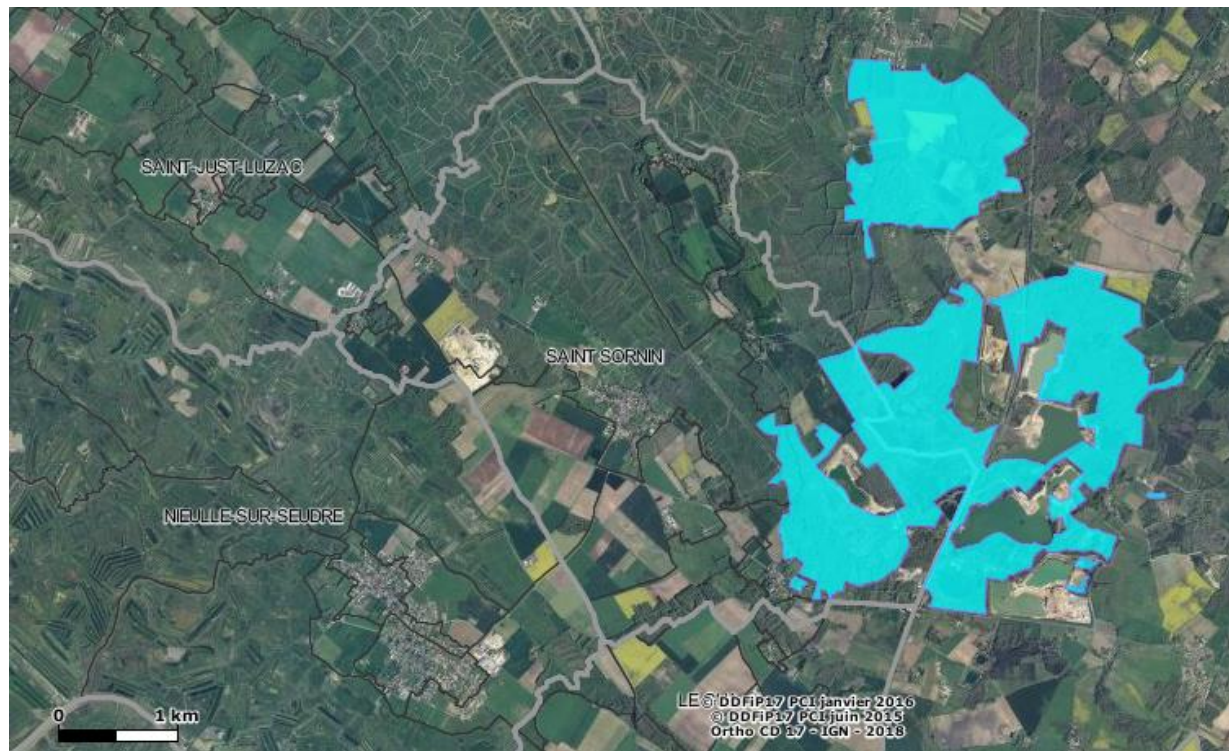 SAINT-JUST-LUZAC
SAINT SORNIN
NIEULLE-SUR-SEUDRE
0 1 km
LE
© DDFiP17 PCI janvier 2016
© DDFiP17 PCI juin 2015
Ortho CD 17 - IGN - 2018